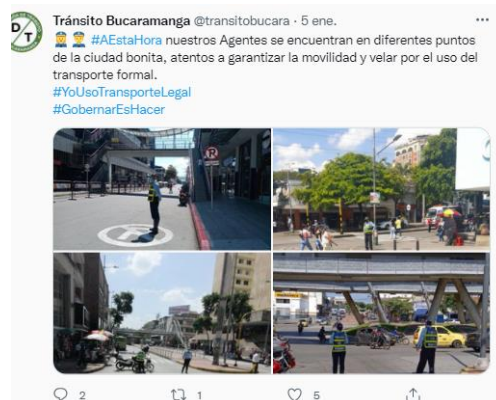 D T
Tránsito Bucaramanga @transitobucara · 5 ene.
#AEstaHora nuestros Agentes se encuentran en diferentes puntos
de la ciudad bonita, atentos a garantizar la movilidad y velar por el uso del
transporte formal.
#YoUsoTransporteLegal
#GobernarEsHacer
2 1 5